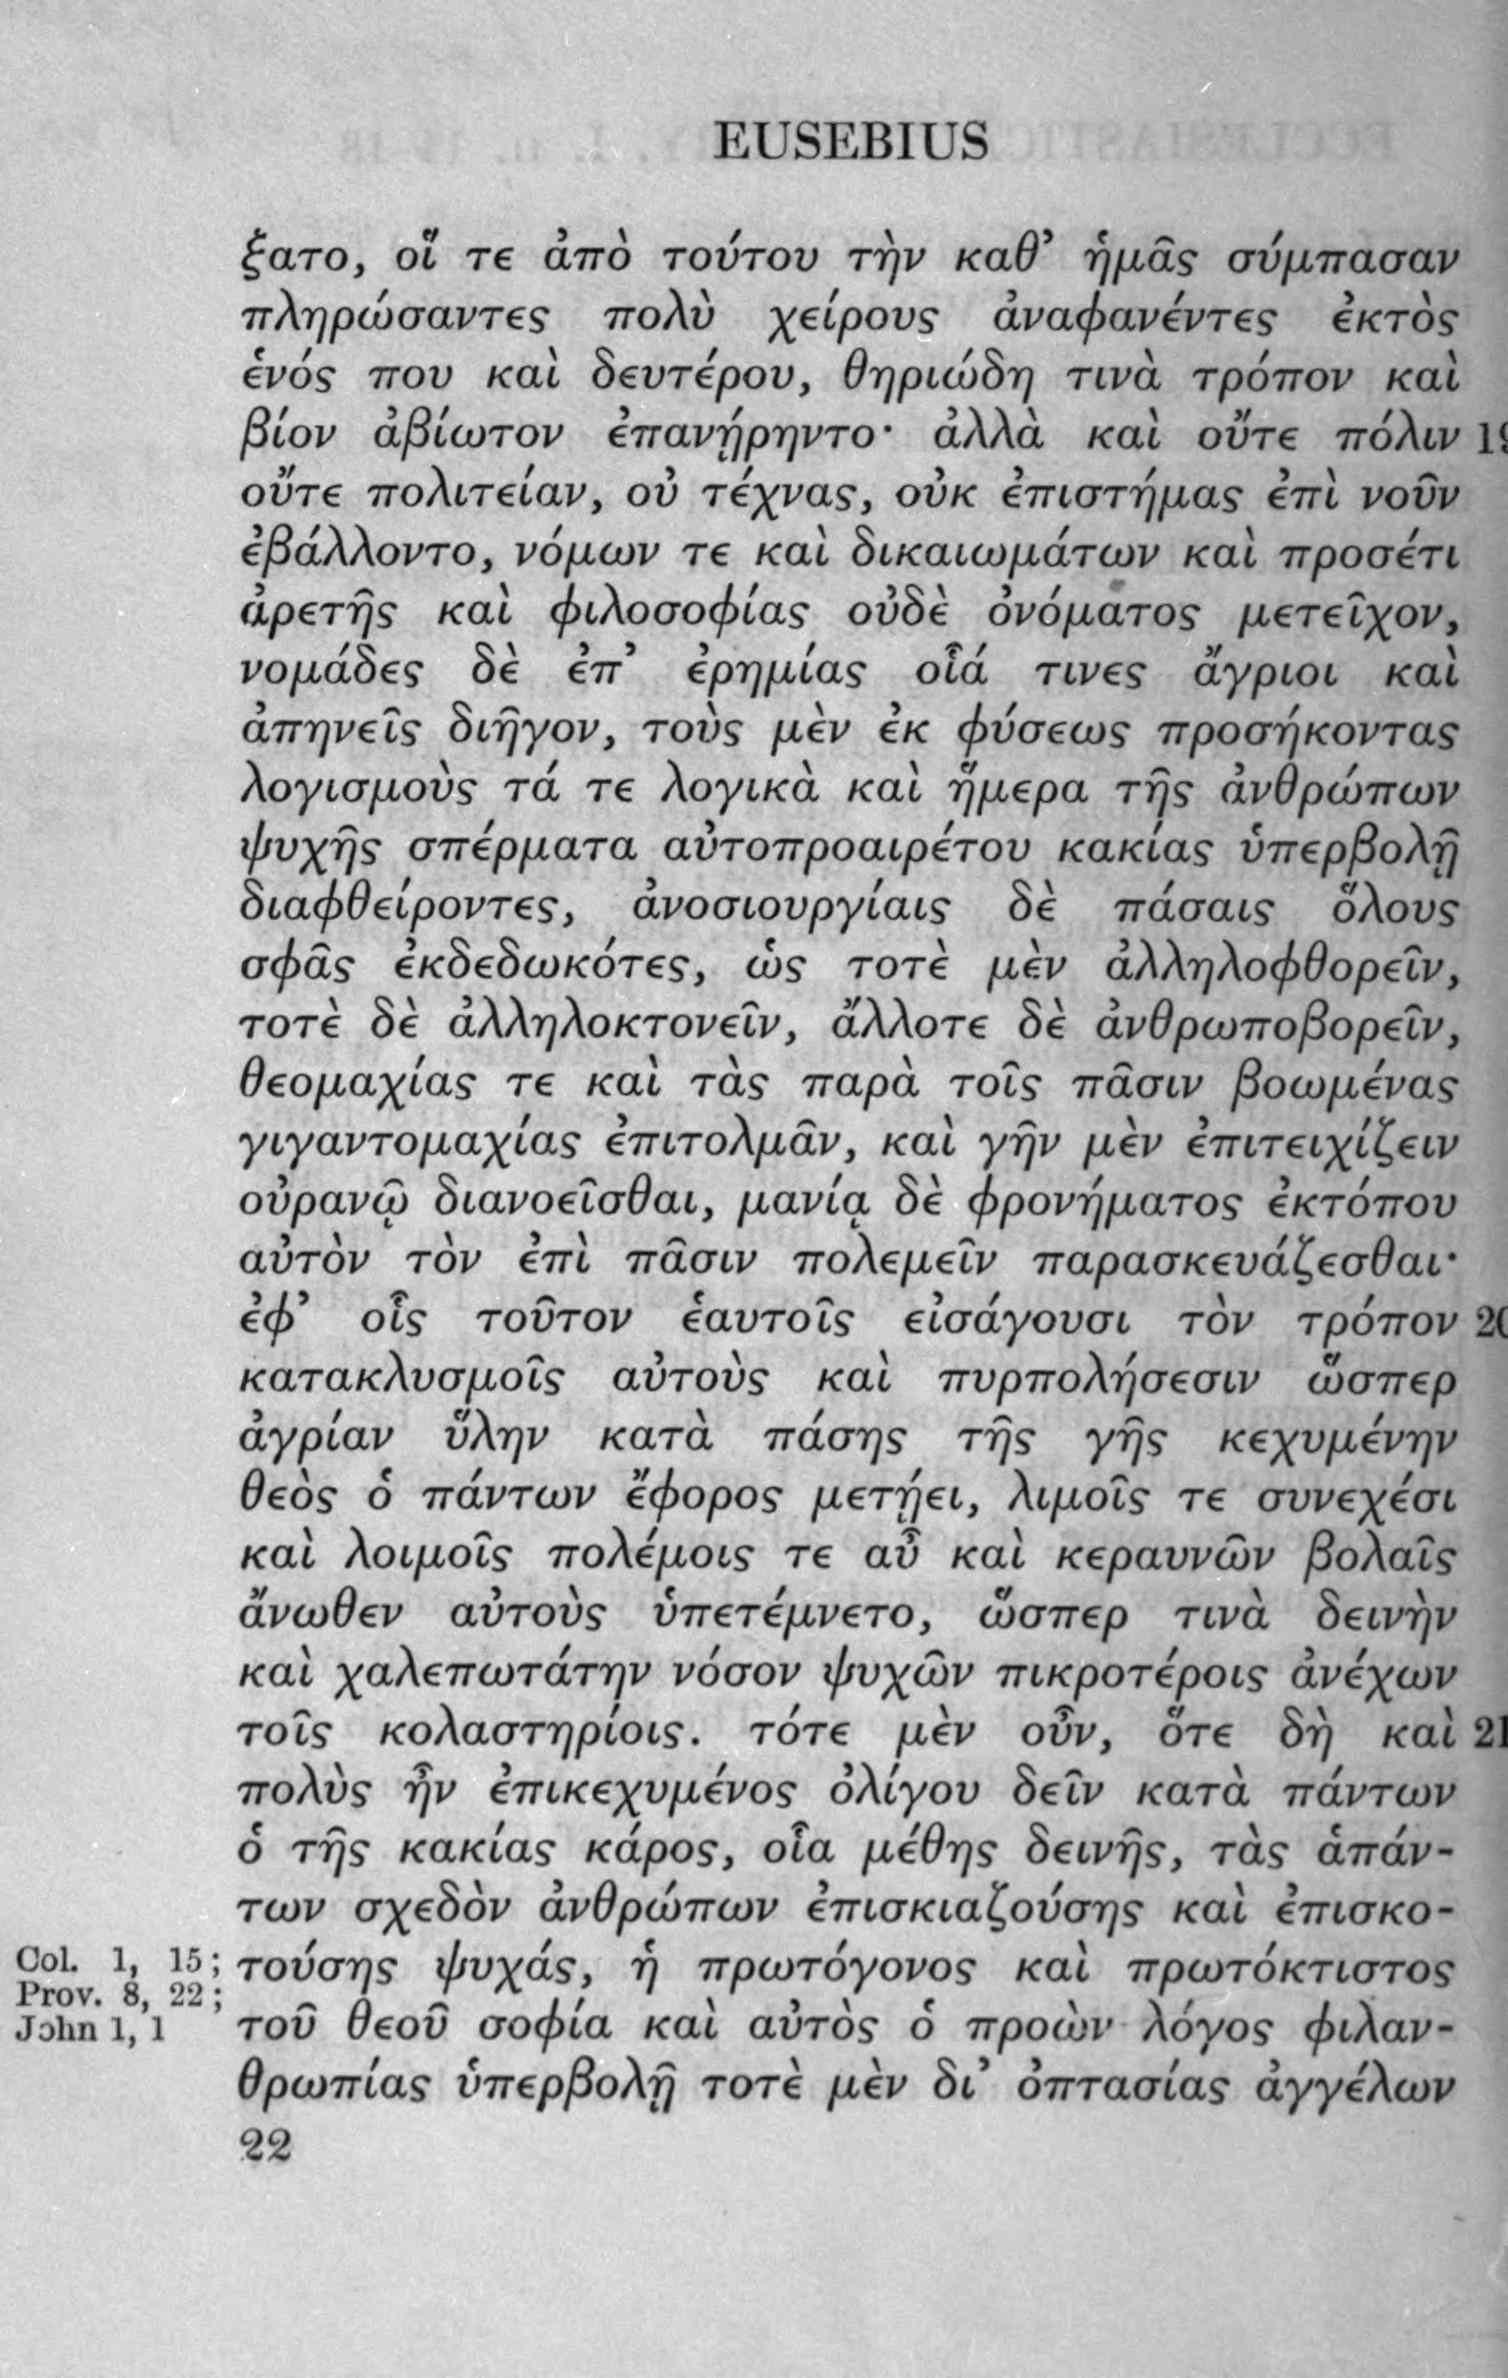 EUSEBIUS
ξατο, οἵ τε ἀπὸ τούτου τὴν καθ’ ἡμᾶς σύμπασαν
πληρώσαντες πολὺ χείρους ἀναφανέντες ἐκτὸς
ἑνός που καὶ δευτέρου, θηριώδη τινὰ τρόπον καὶ
βίον ἀβίωτον ἐπανῄρηντο· ἀλλὰ καὶ οὔτε πόλιν 19
οὔτε πολιτείαν, οὐ τέχνας, οὐκ ἐπιστήμας ἐπὶ νοῦν
ἐβάλλοντο, νόμων τε καὶ δικαιωμάτων καὶ προσέτι
ἀρετῆς καὶ φιλοσοφίας οὐδὲ ὀνόματος μετεῖχον,
νομάδες δὲ ἐπ’ ἐρημίας οἷά τινες ἄγριοι καὶ
ἀπηνεῖς διῆγον, τοὺς μὲν ἐκ φύσεως προσήκοντας
λογισμοὺς τά τε λογικὰ καὶ ἥμερα τῆς ἀνθρώπων
ψυχῆς σπέρματα αὐτοπροαιρέτου κακίας ὑπερβολῇ
διαφθείροντες, ἀνοσιουργίαις δὲ πάσαις ὅλους
σφᾶς ἐκδεδωκότες, ὡς τοτὲ μὲν ἀλληλοφθορεῖν,
τοτὲ δὲ ἀλληλοκτονεῖν, ἄλλοτε δὲ ἀνθρωποβορεῖν,
θεομαχίας τε καὶ τὰς παρὰ τοῖς πᾶσιν βοωμένας
γιγαντομαχίας ἐπιτολμᾶν, καὶ γῆν μὲν ἐπιτειχίζειν
οὐρανῷ διανοεῖσθαι, μανίᾳ δὲ φρονήματος ἐκτόπου
αὐτὸν τὸν ἐπὶ πᾶσιν πολεμεῖν παρασκευάζεσθαι·
ἐφ’ οἷς τοῦτον ἑαυτοῖς εἰσάγουσι τὸν τρόπον 20
κατακλυσμοῖς αὐτοὺς καὶ πυρπολήσεσιν ὥσπερ
ἀγρίαν ὕλην κατὰ πάσης τῆς γῆς κεχυμένην
θεὸς ὁ πάντων ἔφορος μετῄει, λιμοῖς τε συνεχέσι
καὶ λοιμοῖς πολέμοις τε αὖ καὶ κεραυνῶν βολαῖς
ἄνωθεν αὐτοὺς ὑπετέμνετο, ὥσπερ τινὰ δεινὴν
καὶ χαλεπωτάτην νόσον ψυχῶν πικροτέροις ἀνέχων
τοῖς κολαστηρίοις. τότε μὲν οὖν, ὅτε δὴ καὶ 21
πολὺς ἦν ἐπικεχυμένος ὀλίγου δεῖν κατὰ πάντων
ὁ τῆς κακίας κάρος, οἷα μέθης δεινῆς, τὰς ἁπάν-
των σχεδὸν ἀνθρώπων ἐπισκιαζούσης καὶ ἐπισκο-
Col. 1, 15; τούσης ψυχάς, ἡ πρωτόγονος καὶ πρωτόκτιστος
Prov. 8, 22;
John 1, 1 τοῦ θεοῦ σοφία καὶ αὐτὸς ὁ προὼν λόγος φιλαν-
θρωπίας ὑπερβολῇ τοτὲ μὲν δι’ ὀπτασίας ἀγγέλων
22